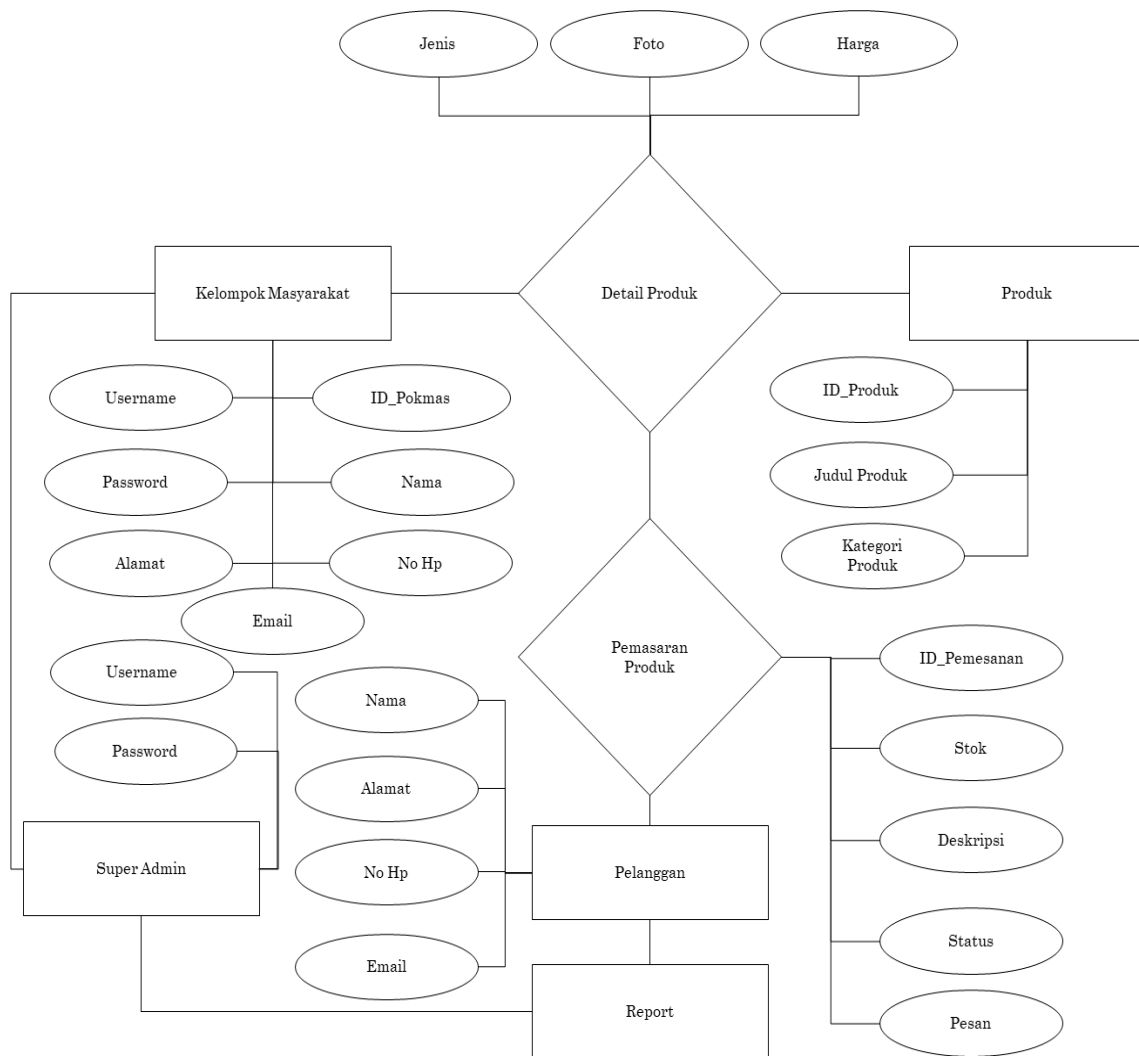 Jenis
Foto
Harga
Kelompok Masyarakat
Detail Produk
Produk
Username
ID_Pokmas
ID_Produk
Password
Nama
Judul Produk
Alamat
No Hp
Kategori
Produk
Email
Username
Pemasaran
Produk
ID_Pemesanan
Nama
Password
Stok
Alamat
Deskripsi
Super Admin
No Hp
Pelanggan
Status
Email
Report
Pesan